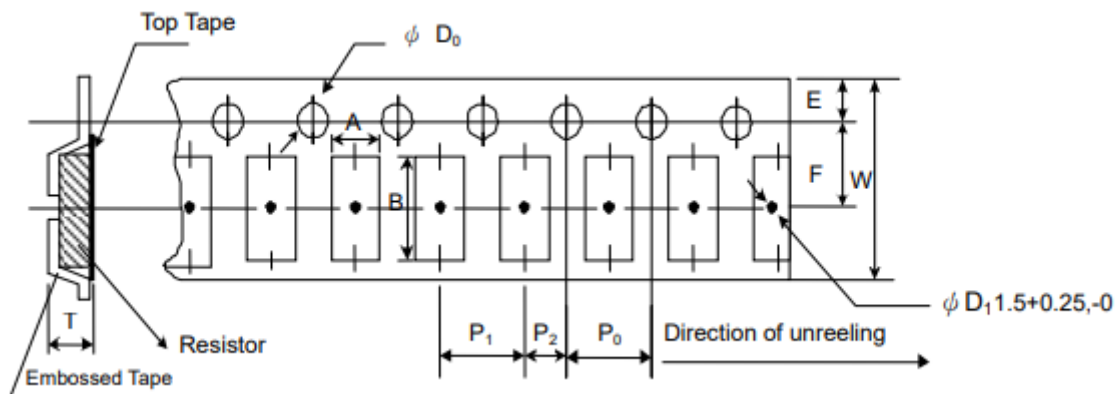 Top Tape
ψ D₀
E
A
F
W
B
ψ D₁1.5+0.25,-0
T
P₁
P₂
P₀
Direction of unreeling
Resistor
Embossed Tape